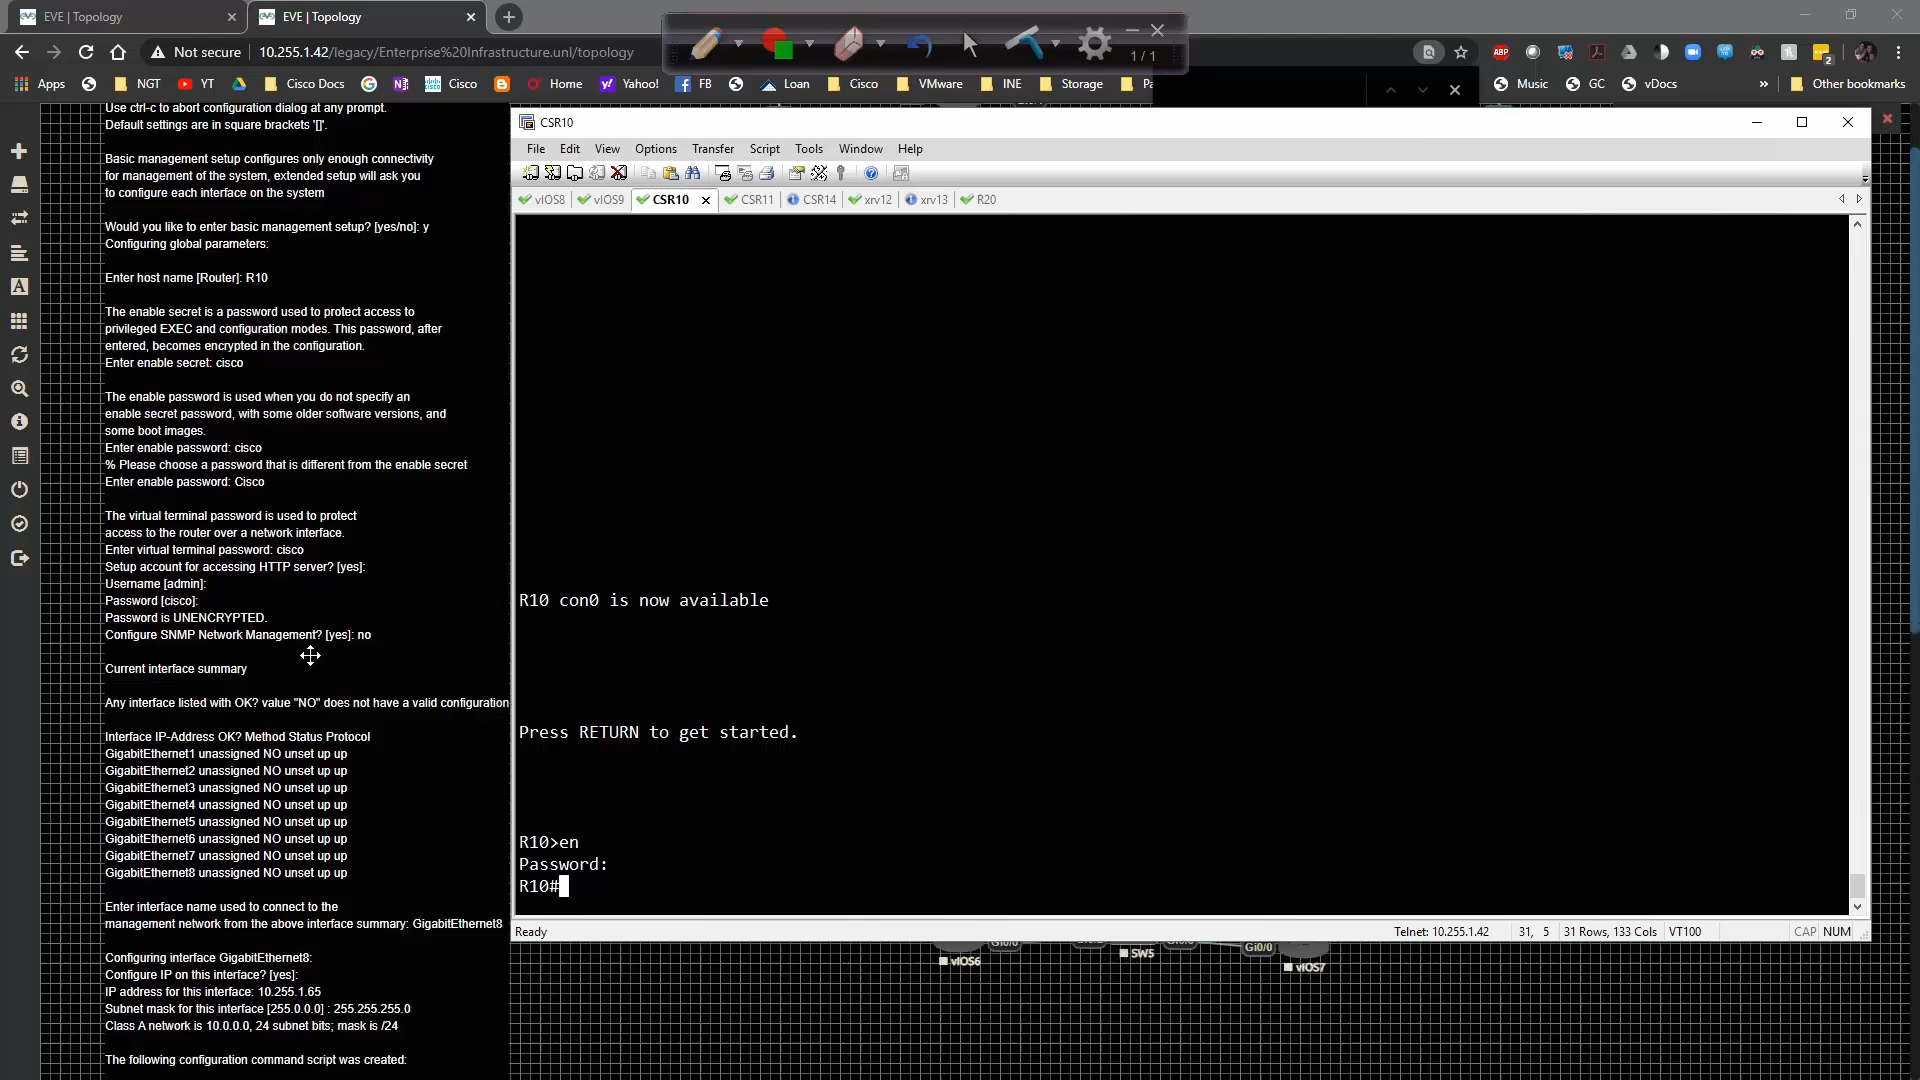 EVE | Topology
EVE | Topology
Not secure
10.255.1.42/legacy/Enterprise%20Infrastructure.unl/topology
1 / 1
ABP
2
Apps
NGT
YT
Cisco Docs
Cisco
Home
Yahoo!
FB
Loan
Cisco
VMware
INE
Storage
Music
GC
vDocs
»
Other bookmarks
Use ctrl-c to abort configuration dialog at any prompt.
Default settings are in square brackets '[]'.
Basic management setup configures only enough connectivity
for management of the system, extended setup will ask you
to configure each interface on the system
Would you like to enter basic management setup? [yes/no]: y
Configuring global parameters:
Enter host name [Router]: R10
The enable secret is a password used to protect access to
privileged EXEC and configuration modes. This password, after
entered, becomes encrypted in the configuration.
Enter enable secret: cisco
The enable password is used when you do not specify an
enable secret password, with some older software versions, and
some boot images.
Enter enable password: cisco
% Please choose a password that is different from the enable secret
Enter enable password: Cisco
The virtual terminal password is used to protect
access to the router over a network interface.
Enter virtual terminal password: cisco
Setup account for accessing HTTP server? [yes]:
Username [admin]:
Password [cisco]:
Password is UNENCRYPTED.
Configure SNMP Network Management? [yes]: no
Current interface summary
Any interface listed with OK? value "NO" does not have a valid configuration
Interface IP-Address OK? Method Status Protocol
GigabitEthernet1 unassigned NO unset up up
GigabitEthernet2 unassigned NO unset up up
GigabitEthernet3 unassigned NO unset up up
GigabitEthernet4 unassigned NO unset up up
GigabitEthernet5 unassigned NO unset up up
GigabitEthernet6 unassigned NO unset up up
GigabitEthernet7 unassigned NO unset up up
GigabitEthernet8 unassigned NO unset up up
Enter interface name used to connect to the
management network from the above interface summary: GigabitEthernet8
Configuring interface GigabitEthernet8:
Configure IP on this interface? [yes]:
IP address for this interface: 10.255.1.65
Subnet mask for this interface [255.0.0.0] : 255.255.255.0
Class A network is 10.0.0.0, 24 subnet bits; mask is /24
The following configuration command script was created:
CSR10
File Edit View Options Transfer Script Tools Window Help
vIOS8
vIOS9
CSR10
CSR11
CSR14
xrv12
xrv13
R20
R10 con0 is now available
Press RETURN to get started.
R10>en
Password:
R10#
Ready
Telnet: 10.255.1.42
31, 5
31 Rows, 133 Cols
VT100
CAP NUM
Gi0/0
vIOS6
SW5
Gi0/0
vIOS7